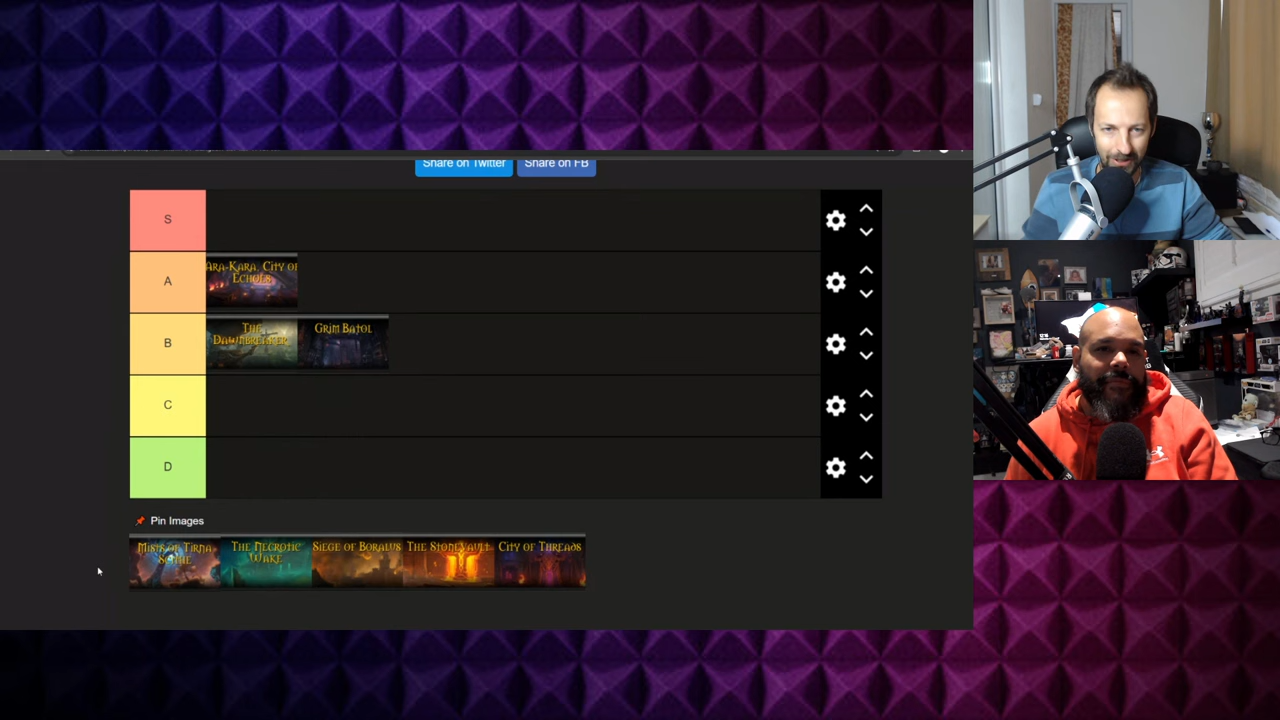 Share on Twitter
Share on FB
S
A
ARA-KARA, CITY OF
ECHOES
B
THE
DAWNBREAKER
GRIM BATOL
C
D
Pin Images
MISTS OF TIRNA
SCITHE
THE NECROTIC
WAKE
SIEGE OF BORALUS
THE STONEVAULT
CITY OF THREADS